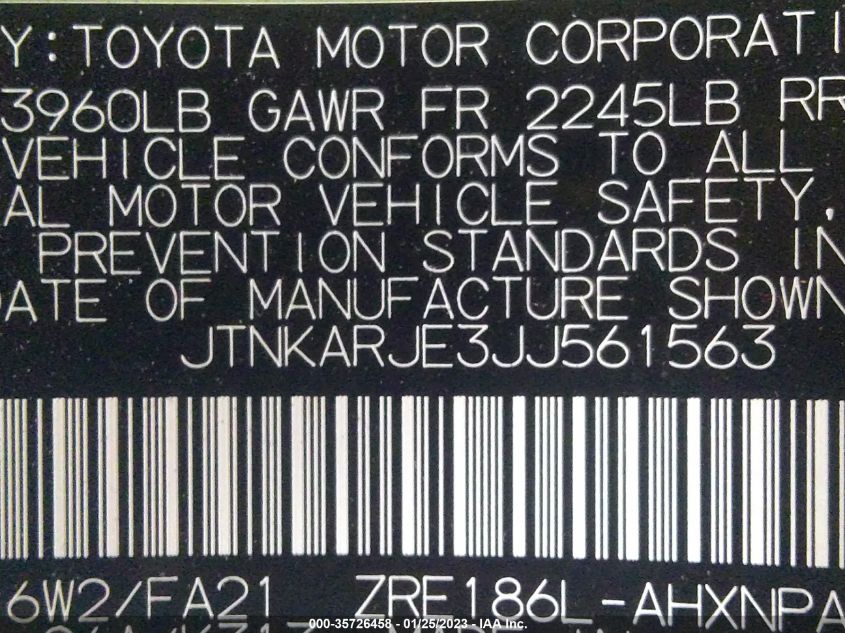 Y:TOYOTA MOTOR CORPORATI
3960LB GAWR FR 2245LB RR
VEHICLE CONFORMS TO ALL
AL MOTOR VEHICLE SAFETY,
PREVENTION STANDARDS IN
DATE OF MANUFACTURE SHOWN
JTNKARJE3JJ561563
6W2/FA21 ZRE186L-AHXNPA
000-35726458 - 01/25/2023 - © IAA, Inc.